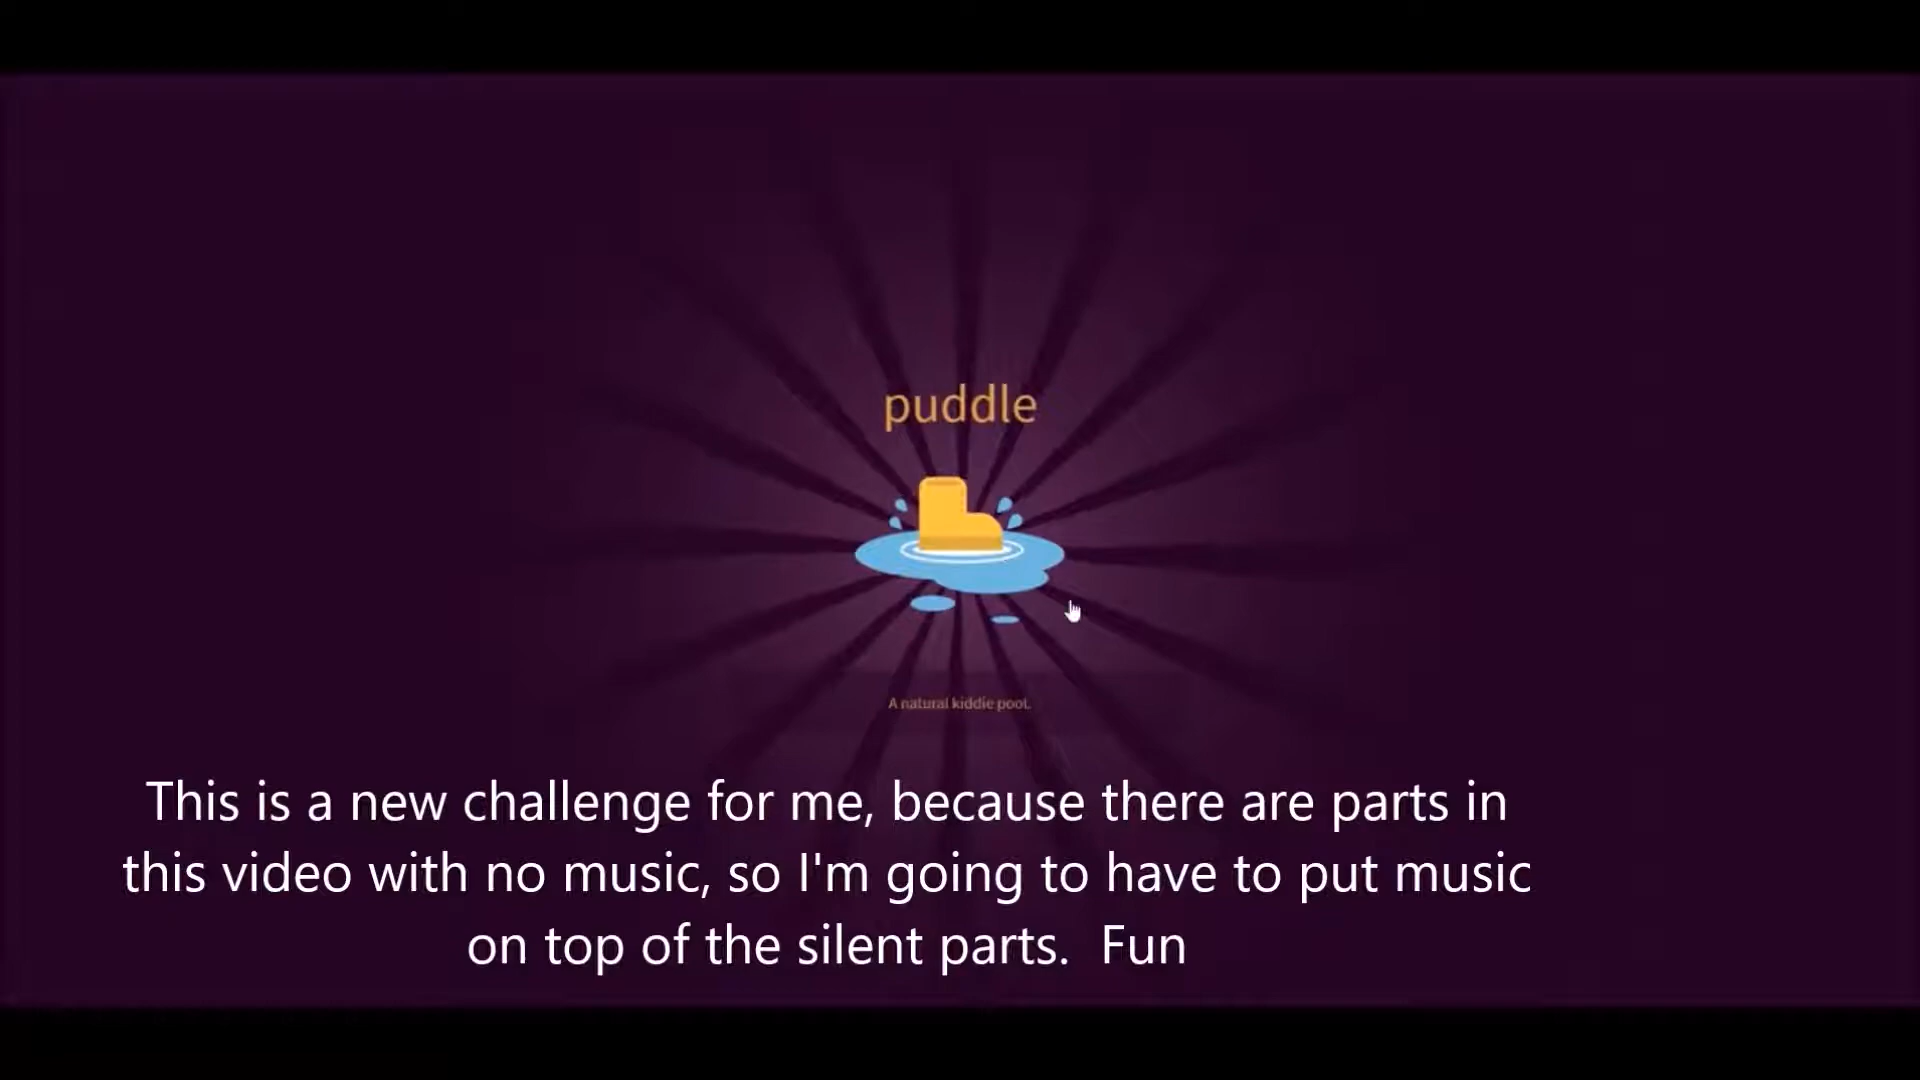 puddle
A natural kiddie pool.
This is a new challenge for me, because there are parts in
this video with no music, so I'm going to have to put music
on top of the silent parts.  Fun